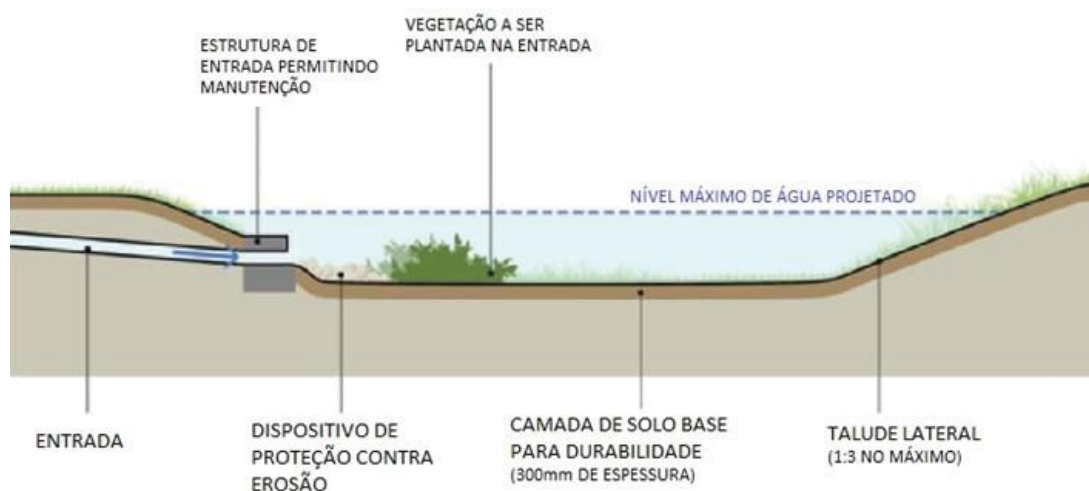 ESTRUTURA DE
ENTRADA PERMITINDO
MANUTENÇÃO
VEGETAÇÃO A SER
PLANTADA NA ENTRADA
NÍVEL MÁXIMO DE ÁGUA PROJETADO
ENTRADA
DISPOSITIVO DE
PROTEÇÃO CONTRA
EROSÃO
CAMADA DE SOLO BASE
PARA DURABILIDADE
(300mm DE ESPESSURA)
TALUDE LATERAL
(1:3 NO MÁXIMO)